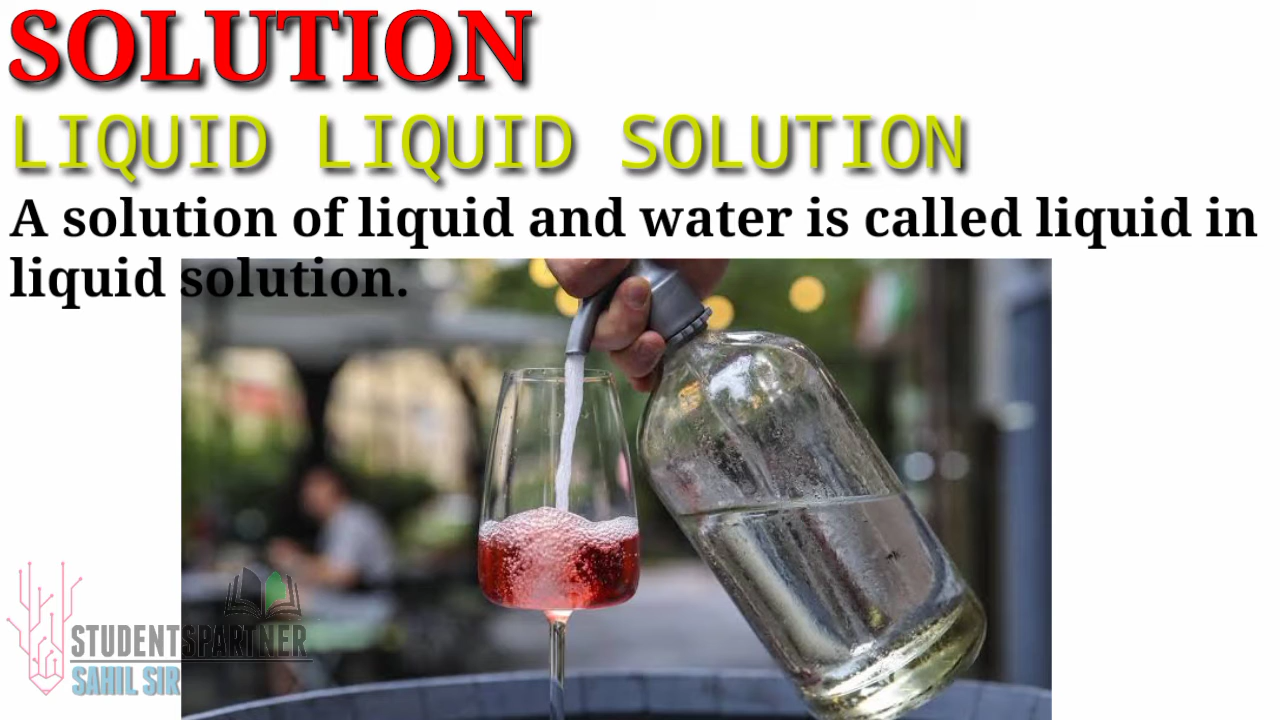 SOLUTION
LIQUID LIQUID SOLUTION
A solution of liquid and water is called liquid in
liquid solution.
STUDENTSPARTNER
SAHIL SIR